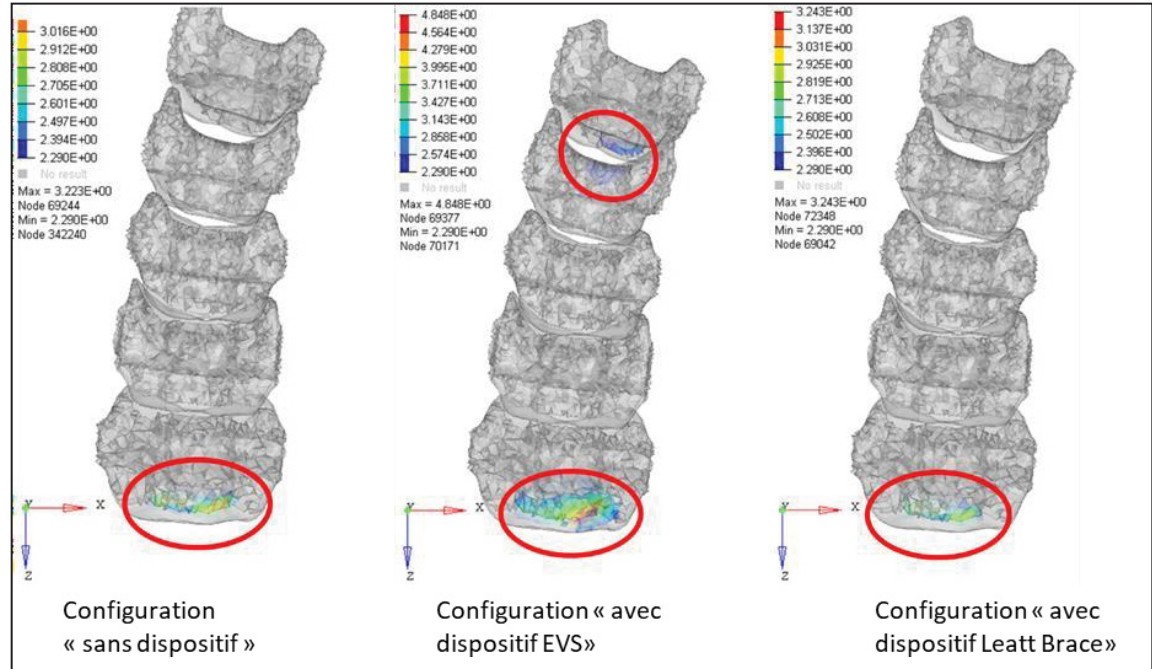 3.016E+00
2.912E+00
2.808E+00
2.705E+00
2.601E+00
2.497E+00
2.394E+00
2.290E+00
No result
Max = 3.223E+00
Node 69244
Min = 2.290E+00
Node 342240
Y
X
Z
Configuration
« sans dispositif »
4.848E+00
4.564E+00
4.279E+00
3.995E+00
3.711E+00
3.427E+00
3.143E+00
2.858E+00
2.574E+00
2.290E+00
No result
Max = 4.848E+00
Node 69377
Min = 2.290E+00
Node 70171
Y
X
Z
Configuration « avec
dispositif EVS»
3.243E+00
3.137E+00
3.031E+00
2.925E+00
2.819E+00
2.713E+00
2.608E+00
2.502E+00
2.396E+00
2.290E+00
No result
Max = 3.243E+00
Node 72348
Min = 2.290E+00
Node 69042
Y
X
Z
Configuration « avec
dispositif Leatt Brace»